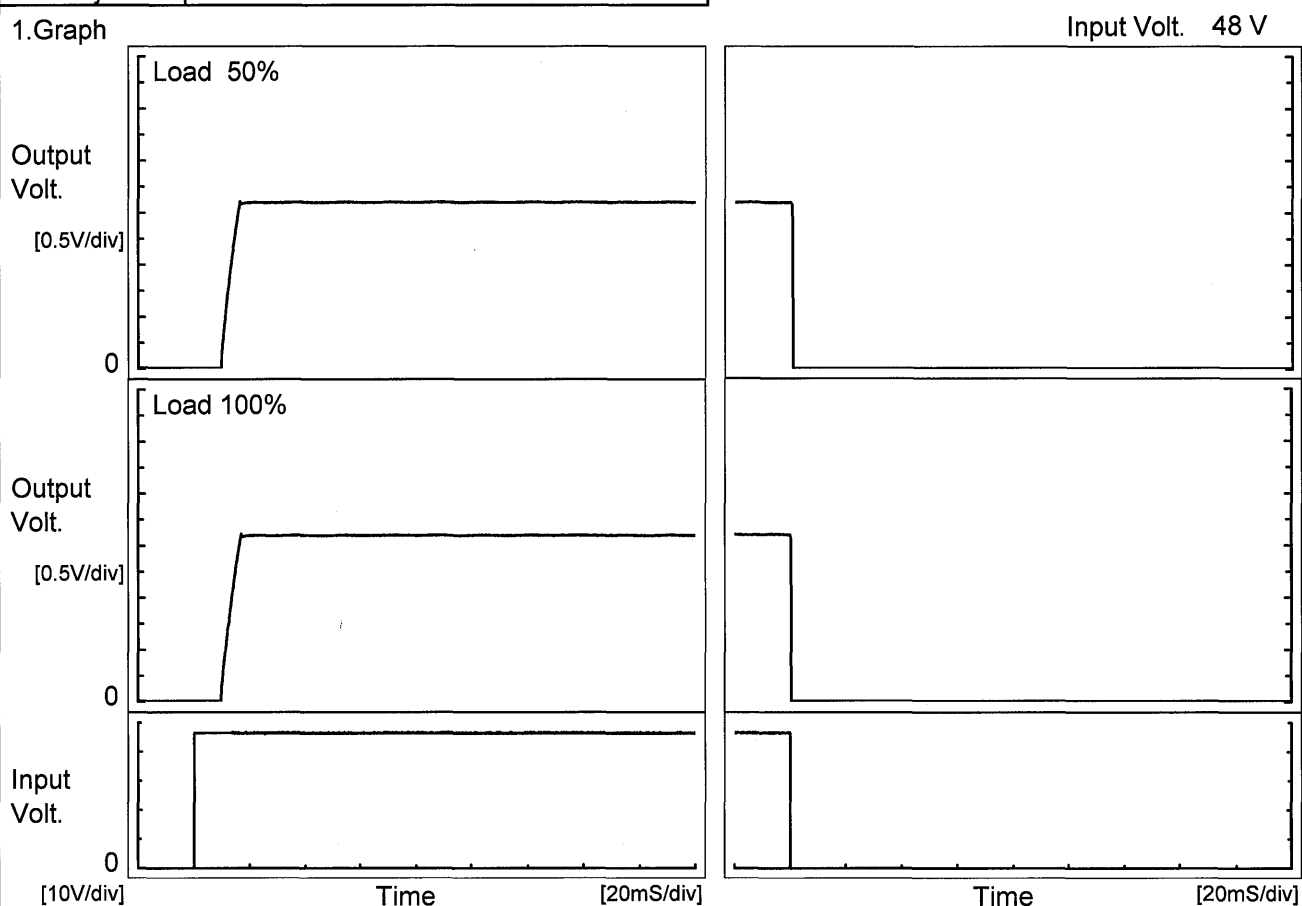 1.Graph
Input Volt. 48 V
Load 50%
Output
Volt.
[0.5V/div]
0
Load 100%
Output
Volt.
[0.5V/div]
0
Input
Volt.
0
[10V/div]
Time
[20mS/div]
Time
[20mS/div]